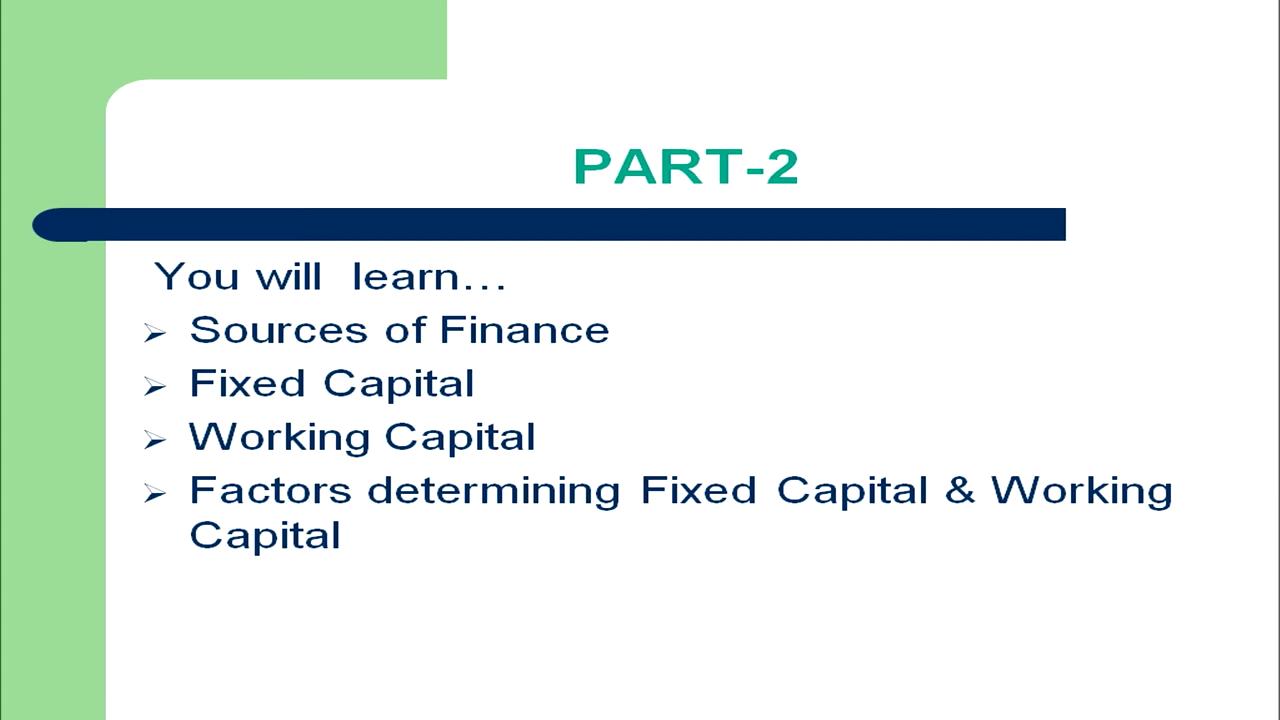 PART-2
You will learn…
➢ Sources of Finance
➢ Fixed Capital
➢ Working Capital
➢ Factors determining Fixed Capital & Working
Capital